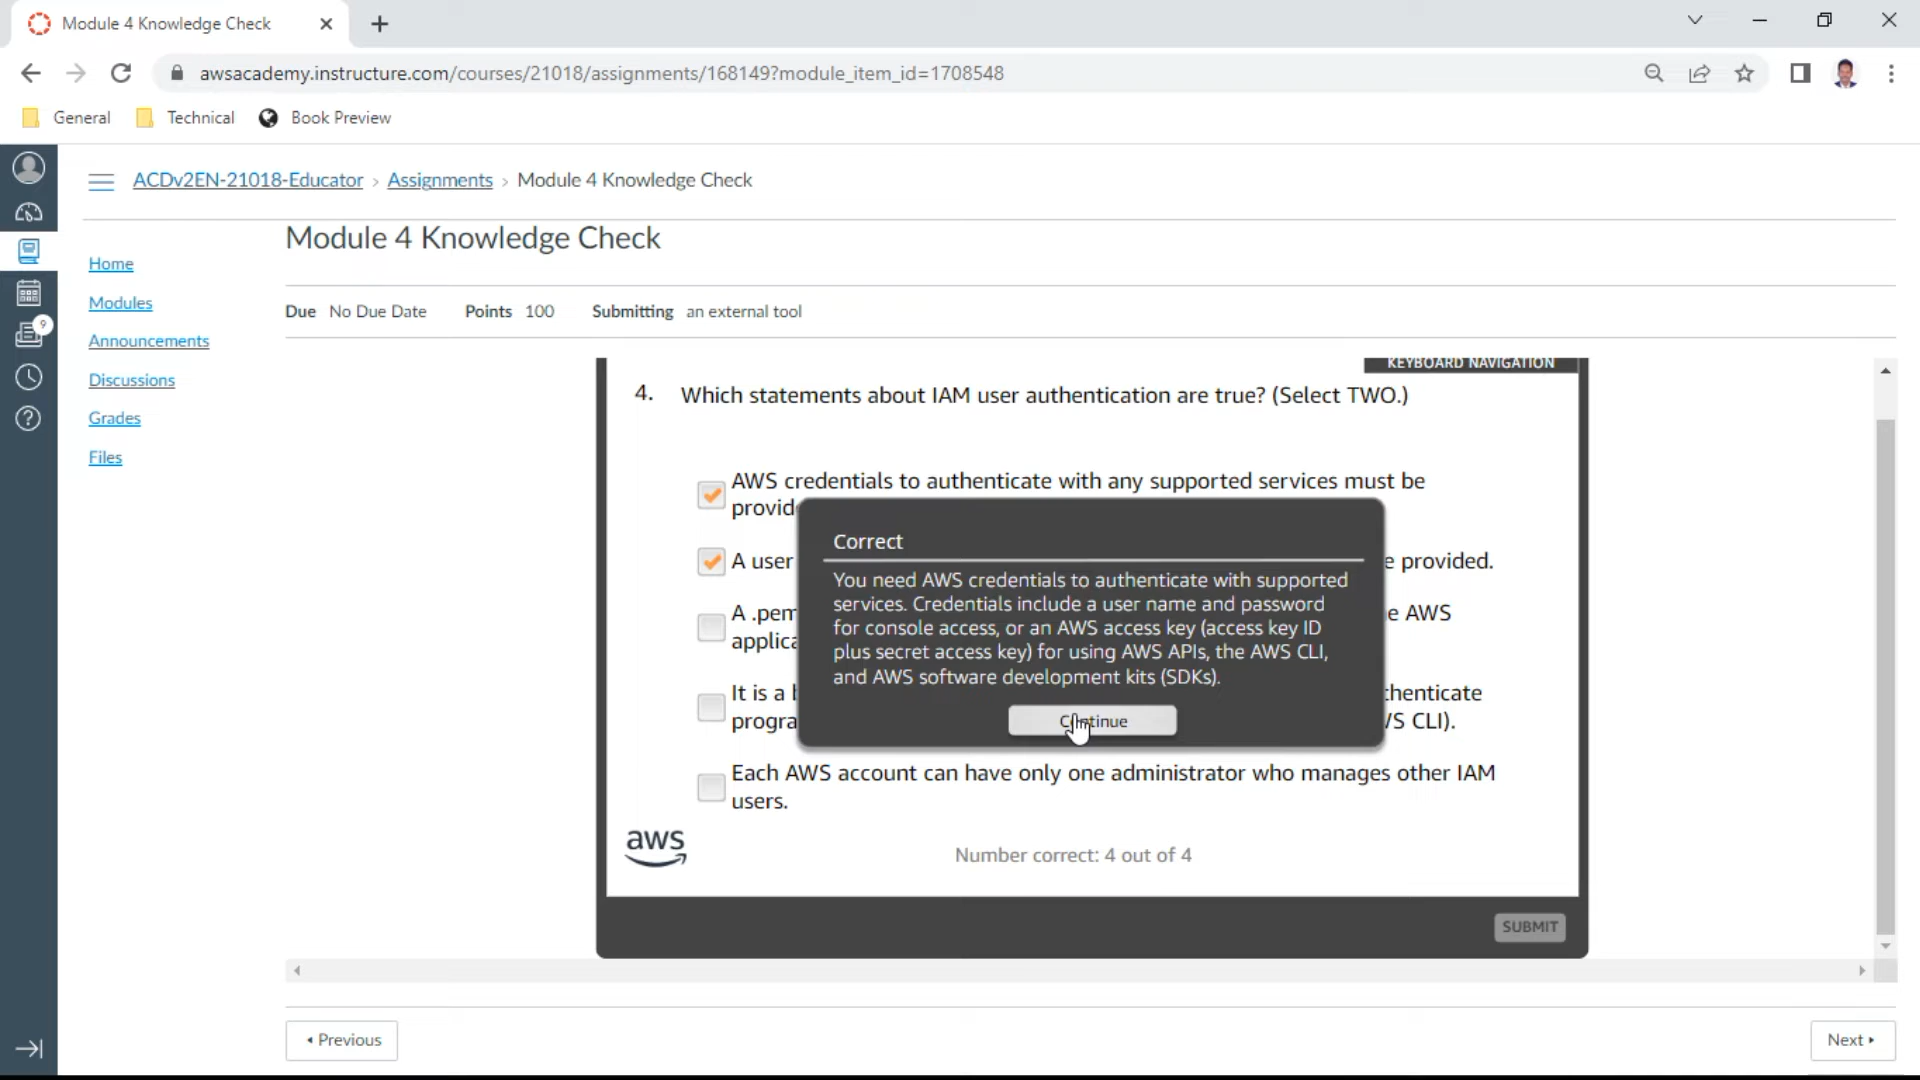 Module 4 Knowledge Check
awsacademy.instructure.com/courses/21018/assignments/168149?module_item_id=1708548
General Technical Book Preview
ACDv2EN-21018-Educator › Assignments › Module 4 Knowledge Check
9
Home
Modules
Announcements
Discussions
Grades
Files
Module 4 Knowledge Check
Due No Due Date Points 100 Submitting an external tool
KEYBOARD NAVIGATION
4. Which statements about IAM user authentication are true? (Select TWO.)
AWS credentials to authenticate with any supported services must be
provid
A user e provided.
A .pem e AWS
applica
It is a thenticate
progra S CLI).
Each AWS account can have only one administrator who manages other IAM
users.
Correct
You need AWS credentials to authenticate with supported
services. Credentials include a user name and password
for console access, or an AWS access key (access key ID
plus secret access key) for using AWS APIs, the AWS CLI,
and AWS software development kits (SDKs).
Continue
aws
Number correct: 4 out of 4
SUBMIT
Previous
Next